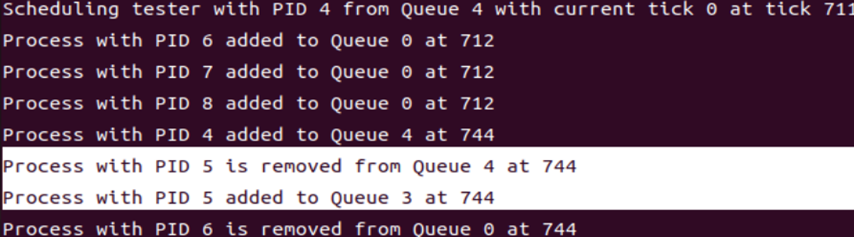 Scheduling tester with PID 4 from Queue 4 with current tick 0 at tick 711
Process with PID 6 added to Queue 0 at 712
Process with PID 7 added to Queue 0 at 712
Process with PID 8 added to Queue 0 at 712
Process with PID 4 added to Queue 4 at 744
Process with PID 5 is removed from Queue 4 at 744
Process with PID 5 added to Queue 3 at 744
Process with PID 6 is removed from Queue 0 at 744